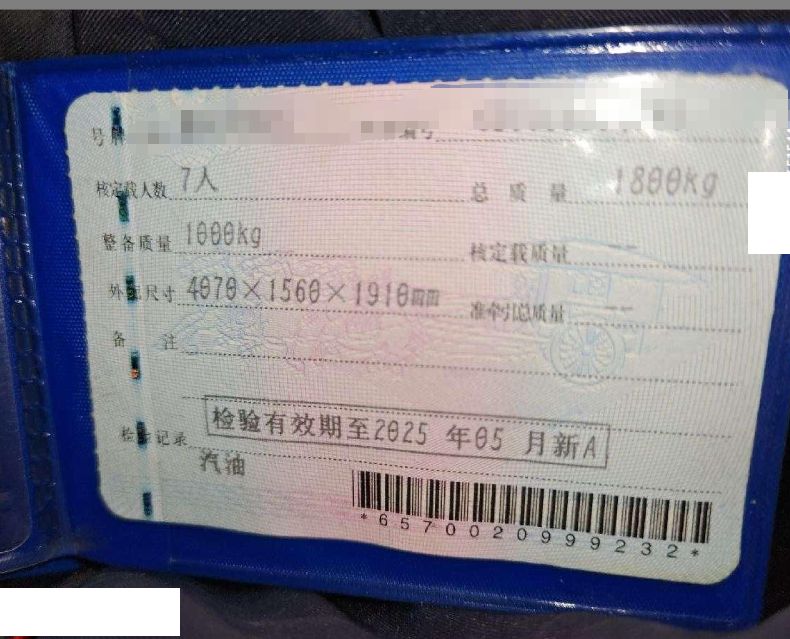 号牌
编号
核定载人数 7人 总质量 1800kg
整备质量 1000kg 核定载质量 --
外廓尺寸 4070×1560×1910mm 准牵引总质量 --
备注
检验记录 检验有效期至2025年05月新A
汽油
*6570020999232*